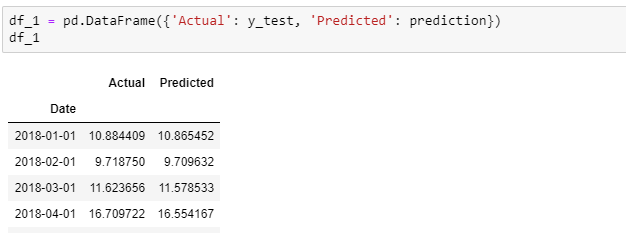 df_1 = pd.DataFrame({'Actual': y_test, 'Predicted': prediction})
df_1
Actual Predicted
Date
2018-01-01 10.884409 10.865452
2018-02-01 9.718750 9.709632
2018-03-01 11.623656 11.578533
2018-04-01 16.709722 16.554167